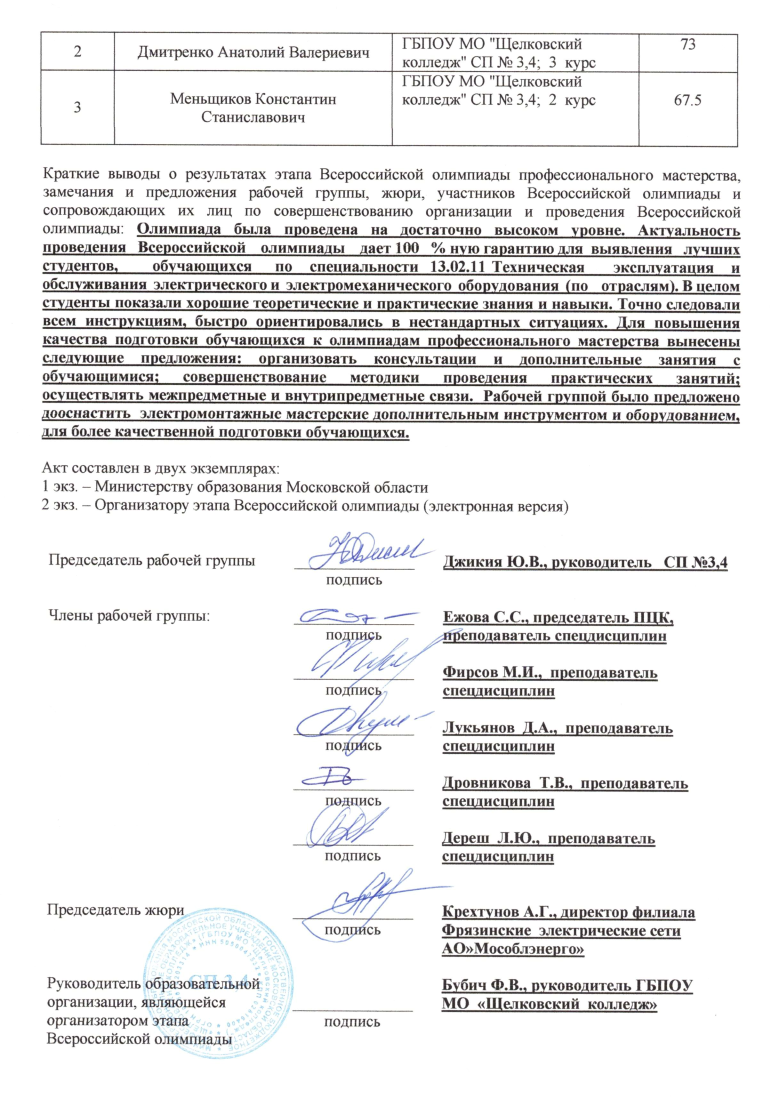 2 Дмитренко Анатолий Валериевич ГБПОУ МО "Щелковский 73
колледж" СП № 3,4; 3 курс
3 Меньщиков Константин ГБПОУ МО "Щелковский 67.5
Станиславович колледж" СП № 3,4; 2 курс
Краткие выводы о результатах этапа Всероссийской олимпиады профессионального мастерства,
замечания и предложения рабочей группы, жюри, участников Всероссийской олимпиады и
сопровождающих их лиц по совершенствованию организации и проведения Всероссийской
олимпиады: Олимпиада была проведена на достаточно высоком уровне. Актуальность
проведения Всероссийской олимпиады дает 100 % ную гарантию для выявления лучших
студентов, обучающихся по специальности 13.02.11 Техническая эксплуатация и
обслуживания электрического и электромеханического оборудования (по отраслям). В целом
студенты показали хорошие теоретические и практические знания и навыки. Точно следовали
всем инструкциям, быстро ориентировались в нестандартных ситуациях. Для повышения
качества подготовки обучающихся к олимпиадам профессионального мастерства вынесены
следующие предложения: организовать консультации и дополнительные занятия с
обучающимися; совершенствование методики проведения практических занятий;
осуществлять межпредметные и внутрипредметные связи. Рабочей группой было предложено
дооснастить электромонтажные мастерские дополнительным инструментом и оборудованием,
для более качественной подготовки обучающихся.
Акт составлен в двух экземплярах:
1 экз. – Министерству образования Московской области
2 экз. – Организатору этапа Всероссийской олимпиады (электронная версия)
Председатель рабочей группы Джикия Ю.В., руководитель СП №3,4
подпись
Члены рабочей группы: Ежова С.С., председатель ПЦК,
подпись преподаватель спецдисциплин
Фирсов М.И., преподаватель
подпись спецдисциплин
Лукьянов Д.А., преподаватель
подпись спецдисциплин
Дровникова Т.В., преподаватель
подпись спецдисциплин
Дереш Л.Ю., преподаватель
подпись спецдисциплин
Председатель жюри Крехтунов А.Г., директор филиала
подпись Фрязинские электрические сети
АО»Мособлэнерго»
Руководитель образовательной Бубич Ф.В., руководитель ГБПОУ
организации, являющейся МО «Щелковский колледж»
организатором этапа подпись
Всероссийской олимпиады
СП 3,4